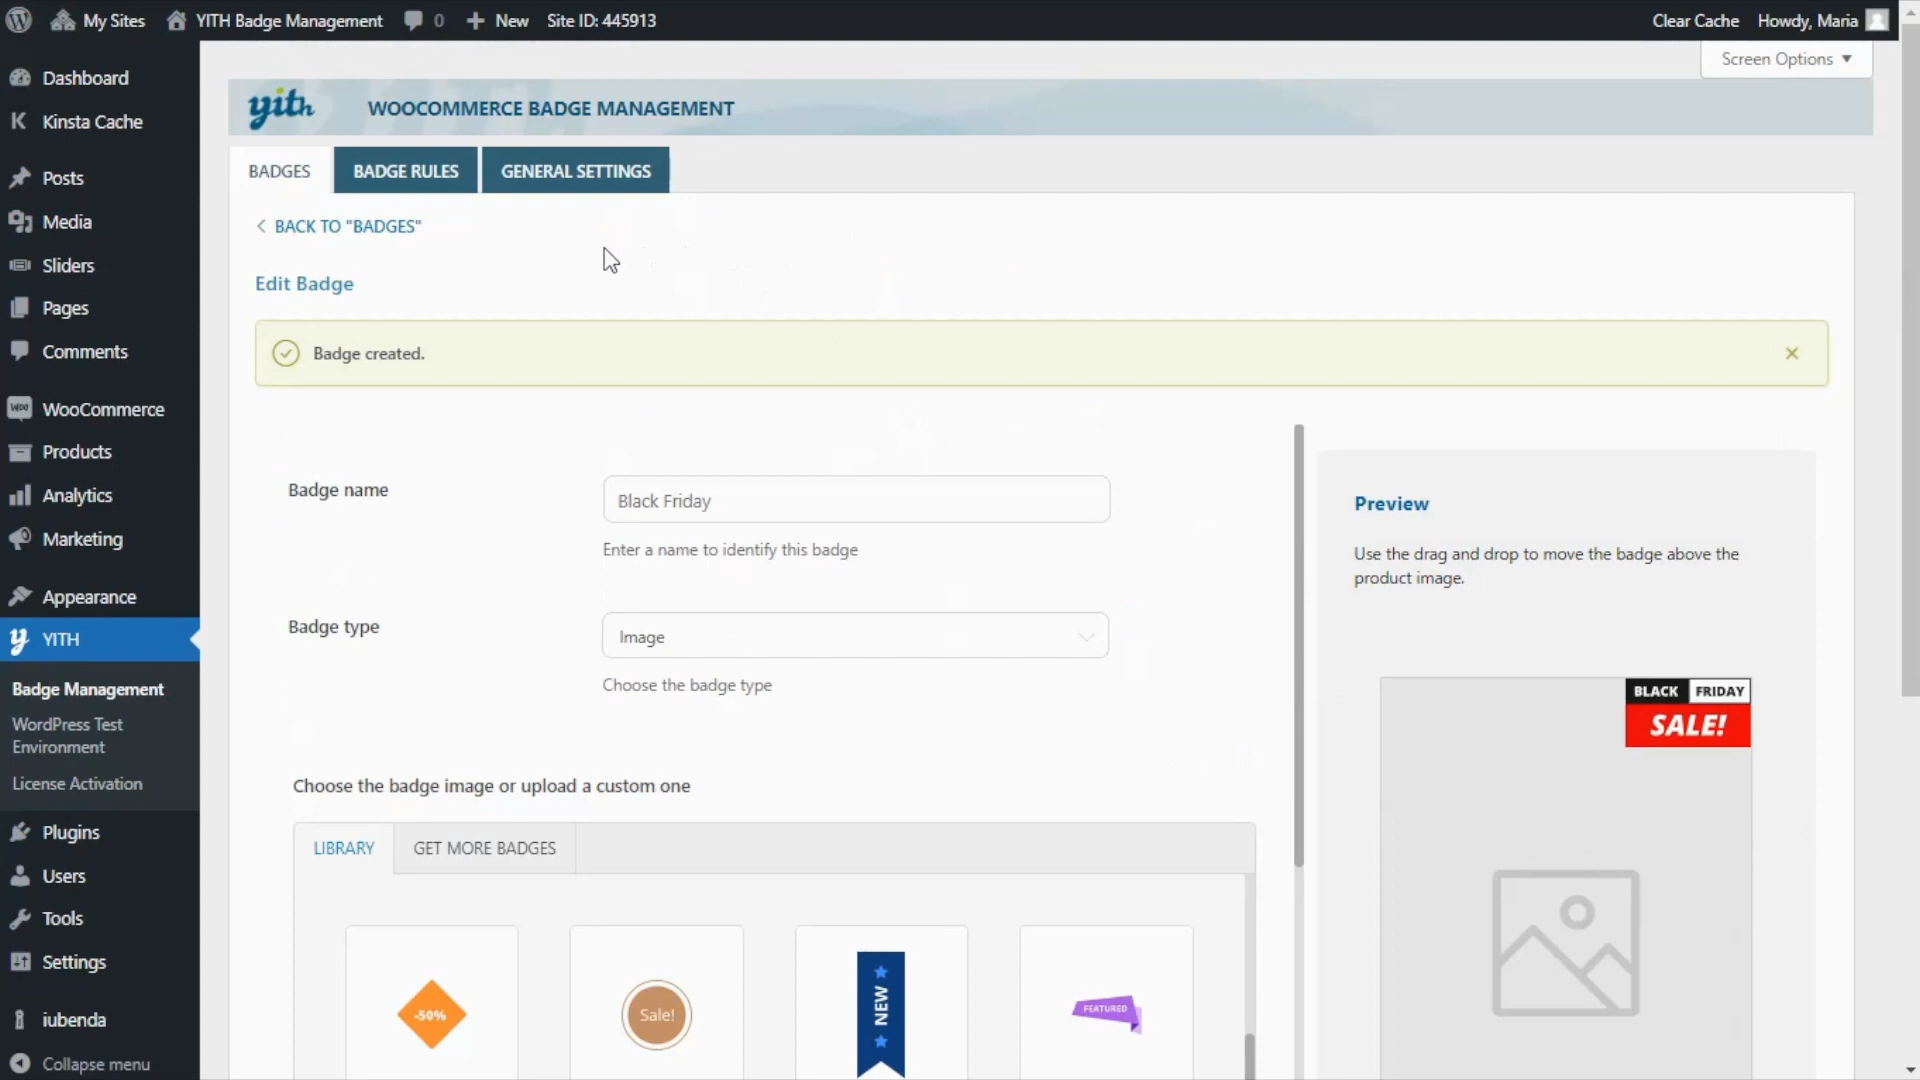 My Sites
YITH Badge Management
0
New
Site ID: 445913
Clear Cache
Howdy, Maria
Screen Options
Dashboard
Kinsta Cache
Posts
Media
Sliders
Pages
Comments
WooCommerce
Products
Analytics
Marketing
Appearance
YITH
Badge Management
WordPress Test
Environment
License Activation
Plugins
Users
Tools
Settings
iubenda
Collapse menu
yith
WOOCOMMERCE BADGE MANAGEMENT
BADGES
BADGE RULES
GENERAL SETTINGS
BACK TO "BADGES"
Edit Badge
Badge created.
Badge name
Black Friday
Enter a name to identify this badge
Badge type
Image
Choose the badge type
Choose the badge image or upload a custom one
LIBRARY
GET MORE BADGES
-50%
Sale!
NEW
FEATURED
Preview
Use the drag and drop to move the badge above the
product image.
BLACK FRIDAY
SALE!